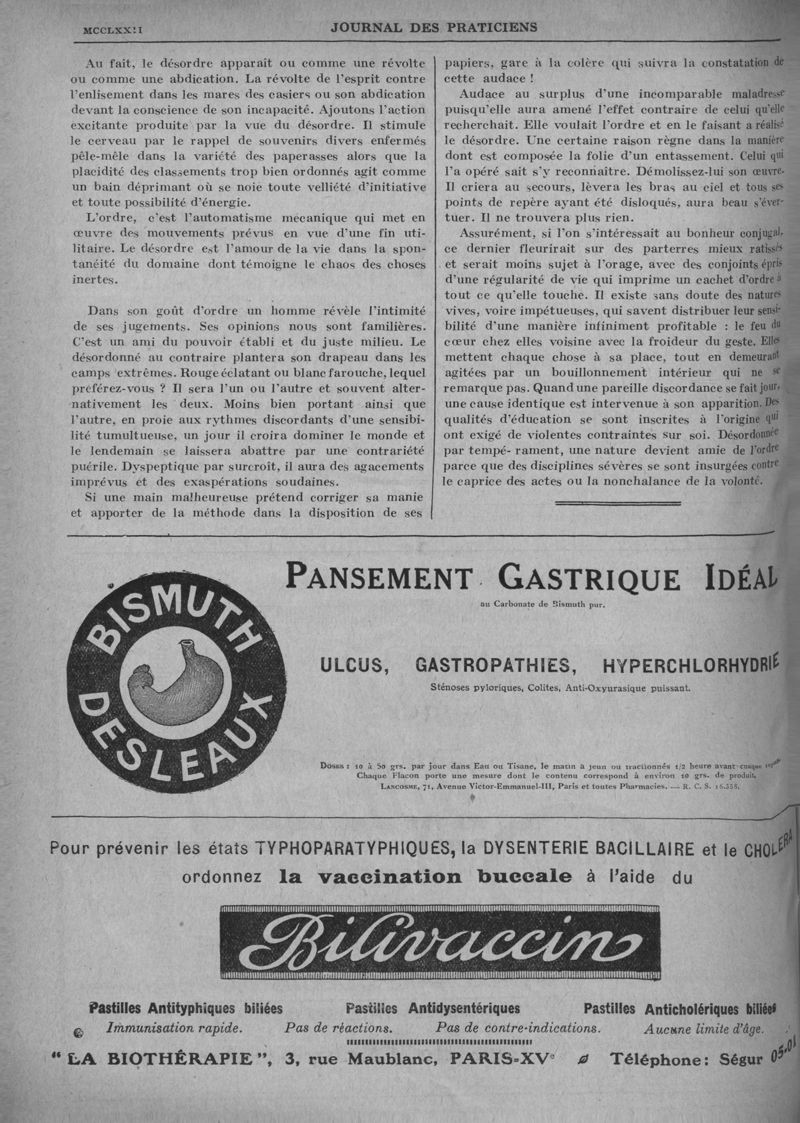 MCCLXXII
JOURNAL DES PRATICIENS
Au fait, le désordre apparaît ou comme une révolte
ou comme une abdication. La révolte de l'esprit contre
l'enlisement dans les mares des casiers ou son abdication
devant la conscience de son incapacité. Ajoutons l'action
excitante produite par la vue du désordre. Il stimule
le cerveau par le rappel de souvenirs divers enfermés
pêle-mêle dans la variété des paperasses alors que la
placidité des classements trop bien ordonnés agit comme
un bain déprimant où se noie toute velliété d'initiative
et toute possibilité d'énergie.
L'ordre, c'est l'automatisme mécanique qui met en
œuvre des mouvements prévus en vue d'une fin uti-
litaire. Le désordre est l'amour de la vie dans la spon-
tanéité du domaine dont témoigne le chaos des choses
inertes.
Dans son goût d'ordre un homme révèle l'intimité
de ses jugements. Ses opinions nous sont familières.
C'est un ami du pouvoir établi et du juste milieu. Le
désordonné au contraire plantera son drapeau dans les
camps extrêmes. Rouge éclatant ou blanc farouche, lequel
préférez-vous ? Il sera l'un ou l'autre et souvent alter-
nativement les deux. Moins bien portant ainsi que
l'autre, en proie aux rythmes discordants d'une sensibi-
lité tumultueuse, un jour il croira dominer le monde et
le lendemain se laissera abattre par une contrariété
puérile. Dyspeptique par surcroît, il aura des agacements
imprévus et des exaspérations soudaines.
Si une main malheureuse prétend corriger sa manie
et apporter de la méthode dans la disposition de ses
papiers, gare à la colère qui suivra la constatation de
cette audace !
Audace au surplus d'une incomparable maladresse
puisqu'elle aura amené l'effet contraire de celui qu'elle
recherchait. Elle voulait l'ordre et en le faisant a réalisé
le désordre. Une certaine raison règne dans la manière
dont est composée la folie d'un entassement. Celui qui
l'a opéré sait s'y reconnaître. Démolissez-lui son œuvre.
Il criera au secours, lèvera les bras au ciel et tous ses
points de repère ayant été disloqués, aura beau s'éver-
tuer. Il ne trouvera plus rien.
Assurément, si l'on s'intéressait au bonheur conjugal,
ce dernier fleurirait sur des parterres mieux ratissés
et serait moins sujet à l'orage, avec des conjoints épris
d'une régularité de vie qui imprime un cachet d'ordre à
tout ce qu'elle touche. Il existe sans doute des natures
vives, voire impétueuses, qui savent distribuer leur sensi-
bilité d'une manière infiniment profitable : le feu du
cœur chez elles voisine avec la froideur du geste. Elles
mettent chaque chose à sa place, tout en demeurant
agitées par un bouillonnement intérieur qui ne se
remarque pas. Quand une pareille discordance se fait jour,
une cause identique est intervenue à son apparition. Des
qualités d'éducation se sont inscrites à l'origine qui
ont exigé de violentes contraintes sur soi. Désordonnée
par tempé- rament, une nature devient amie de l'ordre
parce que des disciplines sévères se sont insurgées contre
le caprice des actes ou la nonchalance de la volonté.
BISMUTH
DESLEAUX
PANSEMENT GASTRIQUE IDÉAL
au Carbonate de Bismuth pur.
ULCUS, GASTROPATHIES, HYPERCHLORHYDRIE
Sténoses pyloriques, Colites, Anti-Oxyurasique puissant.
DOSES : 10 à 50 grs. par jour dans Eau ou Tisane, le matin à jeun ou fractionnés 1/2 heure avant chaque
Chaque Flacon porte une mesure dont le contenu correspond à environ 10 grs. de produit.
LANCOSME, 71, Avenue Victor-Emmanuel-III, Paris et toutes Pharmacies. — R. C. S. 16.358.
Pour prévenir les états TYPHOPARATYPHIQUES, la DYSENTERIE BACILLAIRE et le CHOLÉRA
ordonnez la vaccination buccale à l'aide du
Bilivaccin
Pastilles Antityphiques biliées Pastilles Antidysentériques Pastilles Anticholériques biliées
Immunisation rapide. Pas de réactions. Pas de contre-indications. Aucune limite d'âge.
"LA BIOTHÉRAPIE", 3, rue Maublanc, PARIS-XVe Téléphone: Ségur 05-01